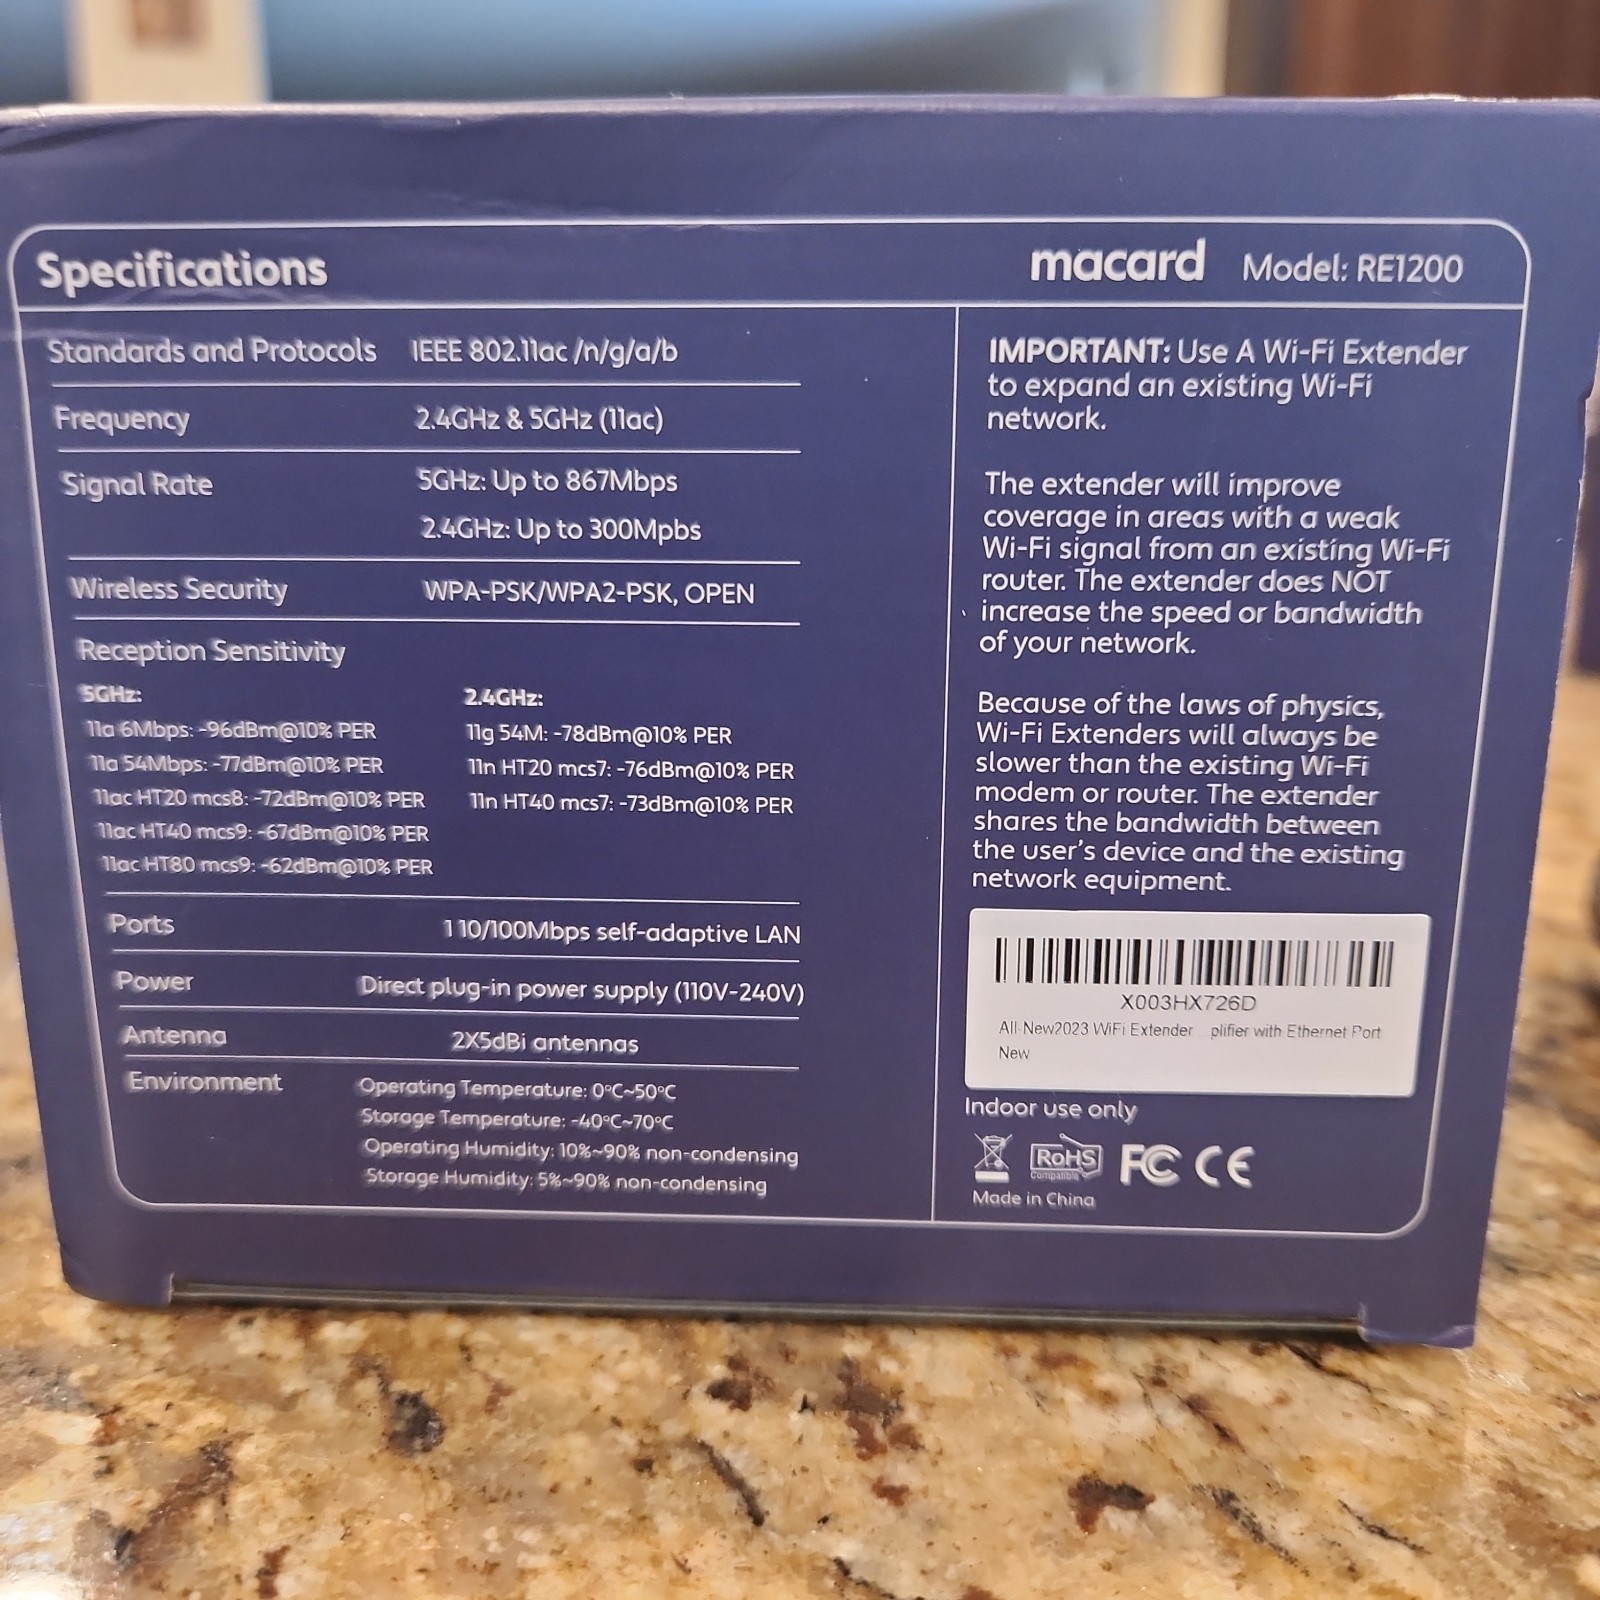 Specifications
macard Model: RE1200
Standards and Protocols IEEE 802.11ac /n/g/a/b
Frequency 2.4GHz & 5GHz (11ac)
Signal Rate 5GHz: Up to 867Mbps
2.4GHz: Up to 300Mpbs
Wireless Security WPA-PSK/WPA2-PSK, OPEN
Reception Sensitivity
5GHz: 2.4GHz:
11a 6Mbps: -96dBm@10% PER 11g 54M: -78dBm@10% PER
11a 54Mbps: -77dBm@10% PER 11n HT20 mcs7: -76dBm@10% PER
11ac HT20 mcs8: -72dBm@10% PER 11n HT40 mcs7: -73dBm@10% PER
11ac HT40 mcs9: -67dBm@10% PER
11ac HT80 mcs9: -62dBm@10% PER
Ports 1 10/100Mbps self-adaptive LAN
Power Direct plug-in power supply (110V-240V)
Antenna 2X5dBi antennas
Environment Operating Temperature: 0°C~50°C
Storage Temperature: -40°C~70°C
Operating Humidity: 10%~90% non-condensing
Storage Humidity: 5%~90% non-condensing
IMPORTANT: Use A Wi-Fi Extender
to expand an existing Wi-Fi
network.
The extender will improve
coverage in areas with a weak
Wi-Fi signal from an existing Wi-Fi
router. The extender does NOT
increase the speed or bandwidth
of your network.
Because of the laws of physics,
Wi-Fi Extenders will always be
slower than the existing Wi-Fi
modem or router. The extender
shares the bandwidth between
the user's device and the existing
network equipment.
X003HX726D
All-New2023 WiFi Extender ...plifier with Ethernet Port
New
Indoor use only
RoHS
Compatible
FC CE
Made in China